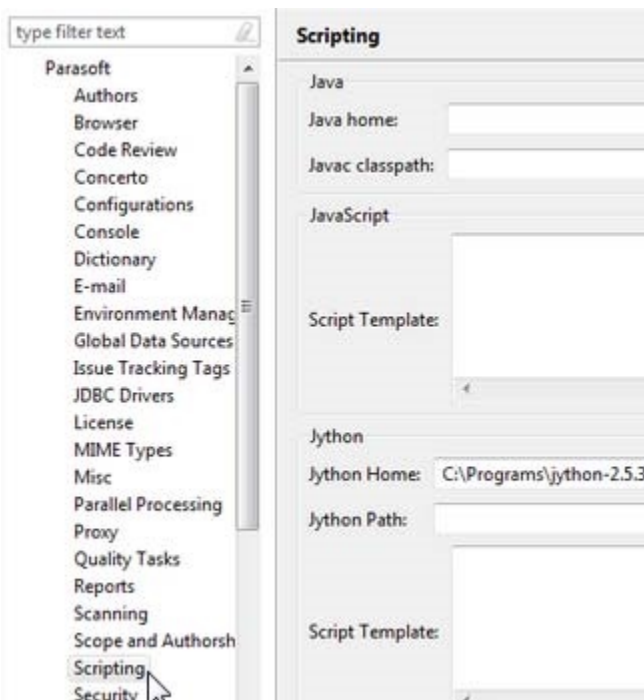 type filter text
Parasoft
Authors
Browser
Code Review
Concerto
Configurations
Console
Dictionary
E-mail
Environment Manag
Global Data Sources
Issue Tracking Tags
JDBC Drivers
License
MIME Types
Misc
Parallel Processing
Proxy
Quality Tasks
Reports
Scanning
Scope and Authorsh
Scripting
Security
Scripting
Java
Java home:
Javac classpath:
JavaScript
Script Template:
Jython
Jython Home: C:\Programs\jython-2.5.3
Jython Path:
Script Template: